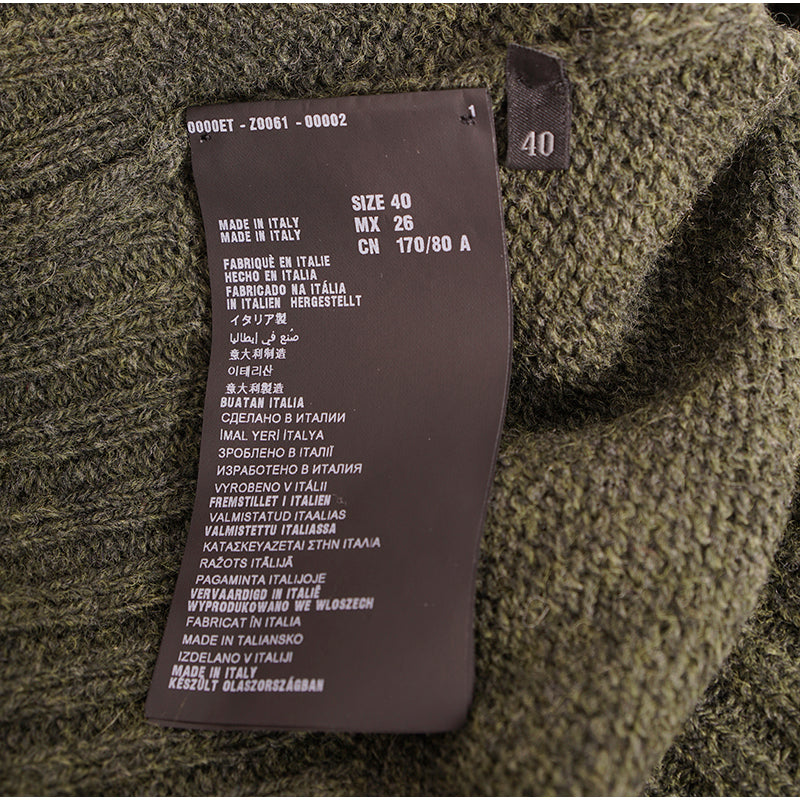 0000ET - Z0061 - 00002
1
40
SIZE 40
MX 26
CN 170/80 A
MADE IN ITALY
MADE IN ITALY
FABRIQUÈ EN ITALIE
HECHO EN ITALIA
FABRICADO NA ITÁLIA
IN ITALIEN HERGESTELLT
イタリア製
صُنع في إيطاليا
意大利制造
이테리산
意大利製造
BUATAN ITALIA
СДЕЛАНО В ИТАЛИИ
İMAL YERİ İTALYA
ЗРОБЛЕНО В ІТАЛІЇ
ИЗРАБОТЕНО В ИТАЛИЯ
VYROBENO V ITÁLII
FREMSTILLET I ITALIEN
VALMISTATUD ITAALIAS
VALMISTETTU ITALIASSA
ΚΑΤΑΣΚΕΥΑΖΕΤΑΙ ΣΤΗΝ ΙΤΑΛΙΑ
RAŽOTS ITĀLIJĀ
PAGAMINTA ITALIJOJE
VERVAARDIGD IN ITALIË
WYPRODUKOWANO WE WLOSZECH
FABRICAT ÎN ITALIA
MADE IN TALIANSKO
IZDELANO V ITALIJI
MADE IN ITALY
KÉSZÜLT OLASZORSZÁGBAN